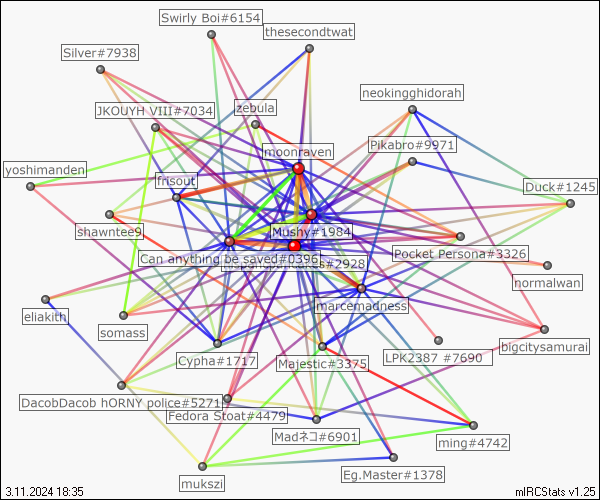 Swirly Boi#6154
thesecondtwat
Silver#7938
neokingghidorah
JKOUYH VIII#7034
zebula
Pikabro#9971
moonraven
yoshimanden
frisout
Duck#1245
shawntee9
Mushy#1984
Pocket Persona#3326
Can anything be saved#0396
#2928
normalwan
marcemadness
eliakith
somass
bigcitysamurai
Cypha#1717
Majestic#3375
LPK2387 #7690
DacobDacob hORNY police#5271
Fedora Stoat#4479
Madネコ#6901
ming#4742
mukszi
Eg.Master#1378
3.11.2024 18:35
mIRCStats v1.25